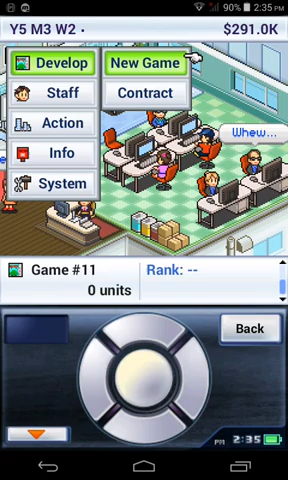 90% 2:35 PM
Y5 M3 W2 · $291.0K
Develop
New Game
Staff
Contract
Action
Whew...
Info
System
Game #11
Rank: --
0 units
Back
PM 2:35